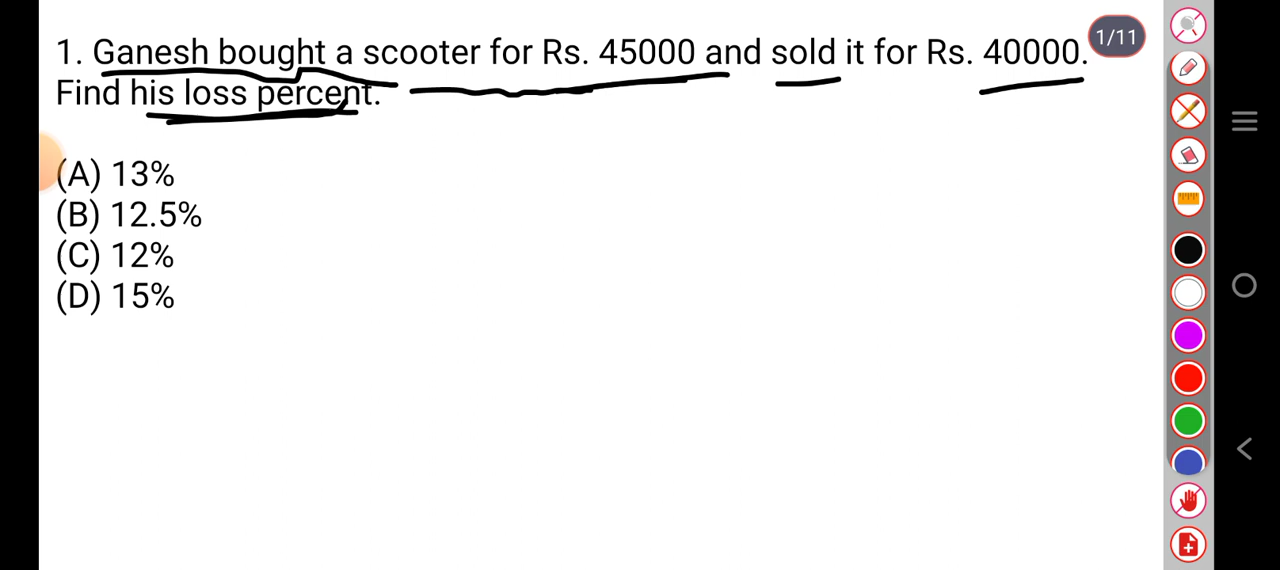 1. Ganesh bought a scooter for Rs. 45000 and sold it for Rs. 40000.
Find his loss percent.
(A) 13%
(B) 12.5%
(C) 12%
(D) 15%
1/11